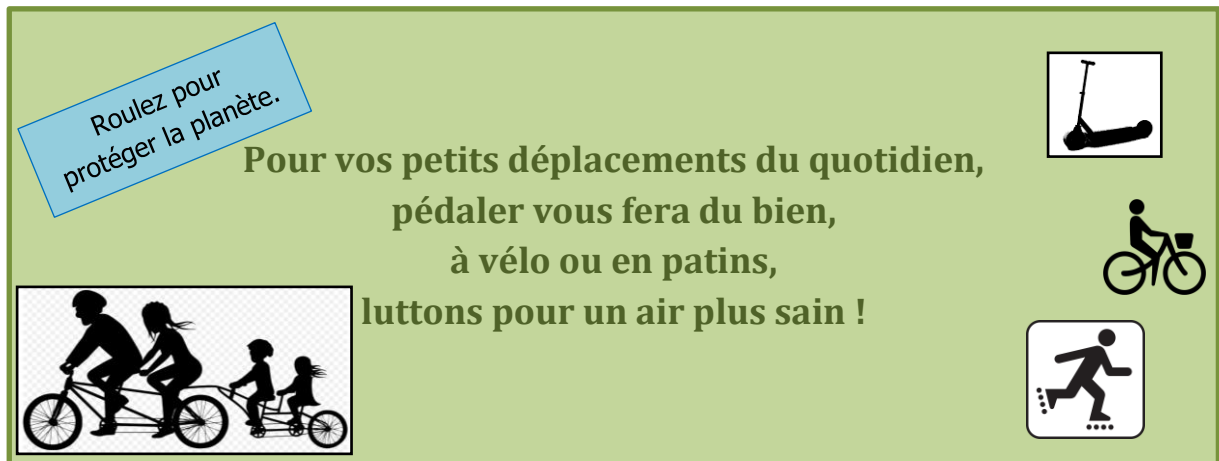 Roulez pour
protéger la planète.
Pour vos petits déplacements du quotidien,
pédaler vous fera du bien,
à vélo ou en patins,
luttons pour un air plus sain !